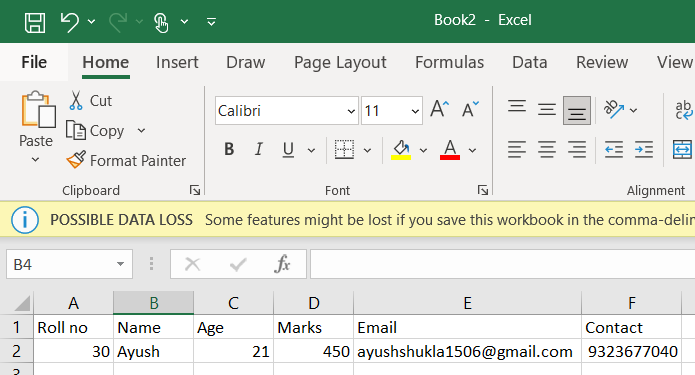 Book2 - Excel
File Home Insert Draw Page Layout Formulas Data Review View
Cut
Copy
Format Painter
Paste
Calibri 11
B I U A A A ab c
Clipboard Font Alignment
POSSIBLE DATA LOSS Some features might be lost if you save this workbook in the comma-delin
B4 fx
A B C D E F
1 Roll no Name Age Marks Email Contact
2 30 Ayush 21 450 ayushshukla1506@gmail.com 9323677040